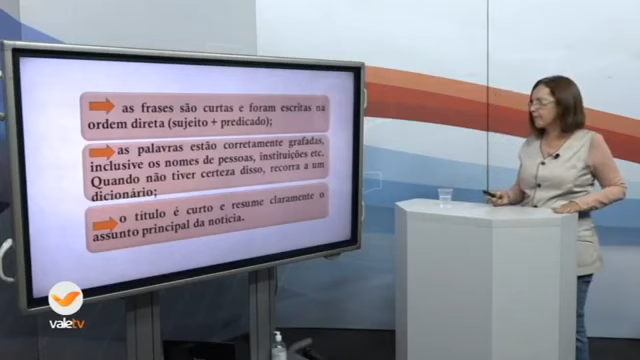 as frases são curtas e foram escritas na
ordem direta (sujeito + predicado);
as palavras estão corretamente grafadas,
inclusive os nomes de pessoas, instituições etc.
Quando não tiver certeza disso, recorra a um
dicionário;
o título é curto e resume claramente o
assunto principal da notícia.
valetv